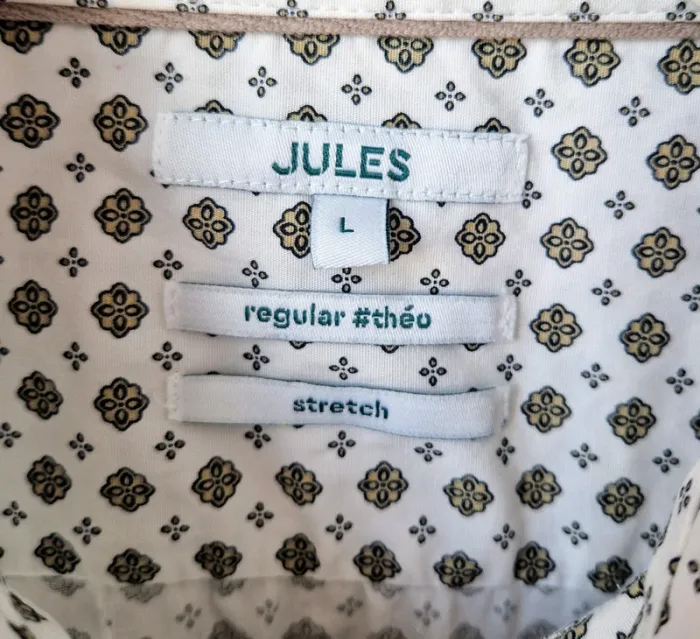 JULES
L
regular #théo
stretch